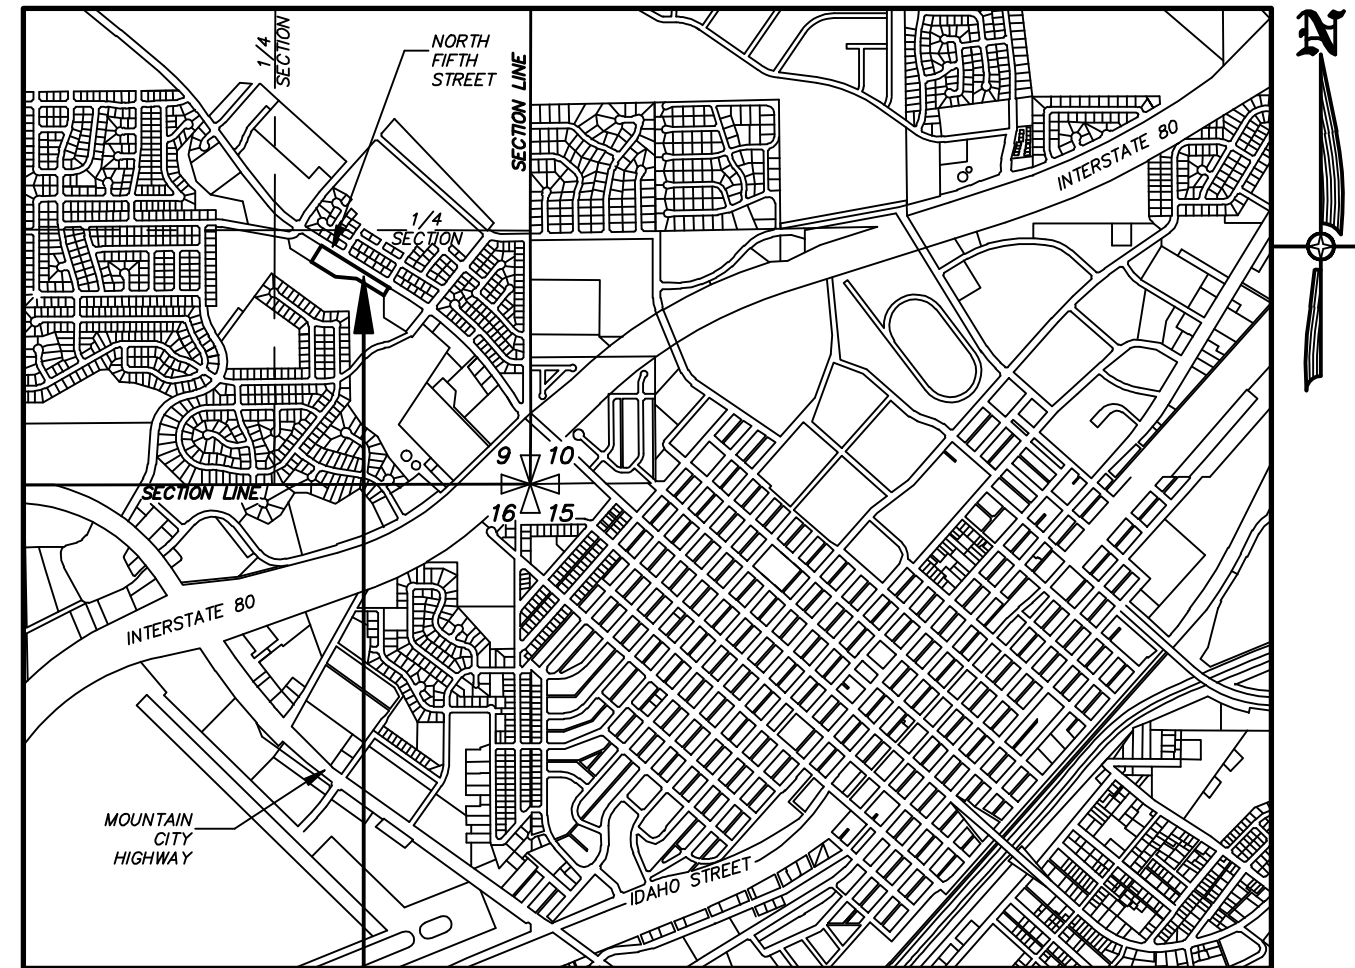 N
1/4
SECTION
NORTH
FIFTH
STREET
SECTION LINE
INTERSTATE 80
1/4
SECTION
9 10
SECTION LINE
16 15
INTERSTATE 80
MOUNTAIN
CITY
HIGHWAY
IDAHO STREET